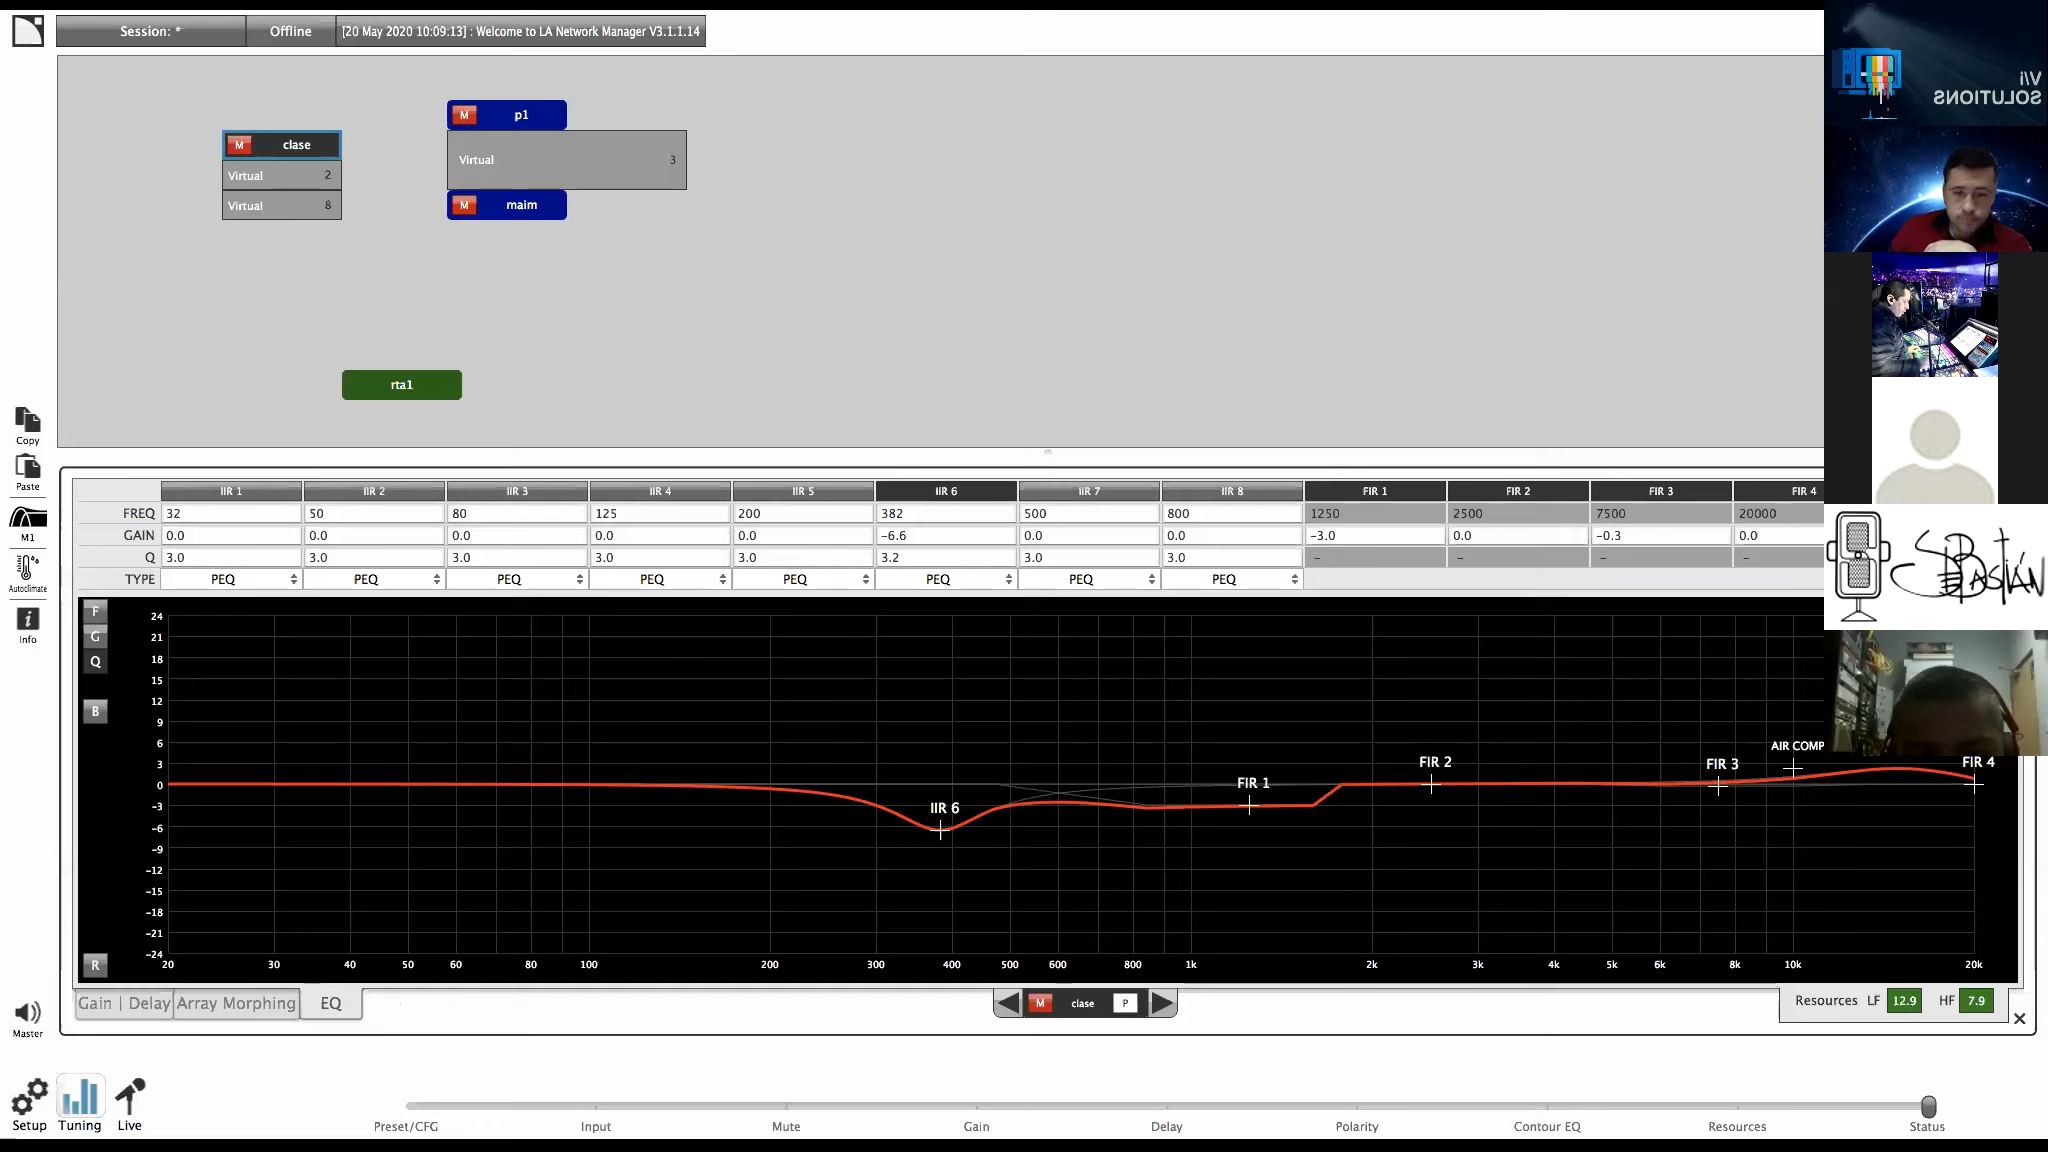 Session: *
Offline
[20 May 2020 10:09:13] : Welcome to LA Network Manager V3.1.1.14
V/i
SOLUTIONS
M p1
M clase
Virtual 3
Virtual 2
Virtual 8
M maim
rta1
Copy
Paste
M1
Autoclimate
Info
Master
IIR 1 IIR 2 IIR 3 IIR 4 IIR 5 IIR 6 IIR 7 IIR 8 FIR 1 FIR 2 FIR 3 FIR 4
FREQ 32 50 80 125 200 382 500 800 1250 2500 7500 20000
GAIN 0.0 0.0 0.0 0.0 0.0 -6.6 0.0 0.0 -3.0 0.0 -0.3 0.0
Q 3.0 3.0 3.0 3.0 3.0 3.2 3.0 3.0 - - - -
TYPE PEQ PEQ PEQ PEQ PEQ PEQ PEQ PEQ
SEBASTIÁN
F
G
Q
B
R
24
21
18
15
12
9
6
3
0
-3
-6
-9
-12
-15
-18
-21
-24
IIR 6
FIR 1
FIR 2
FIR 3
AIR COMP
FIR 4
20 30 40 50 60 80 100 200 300 400 500 600 800 1k 2k 3k 4k 5k 6k 8k 10k 20k
Gain | Delay Array Morphing EQ
M clase P
Resources LF 12.9 HF 7.9
Setup Tuning Live
Preset/CFG Input Mute Gain Delay Polarity Contour EQ Resources Status